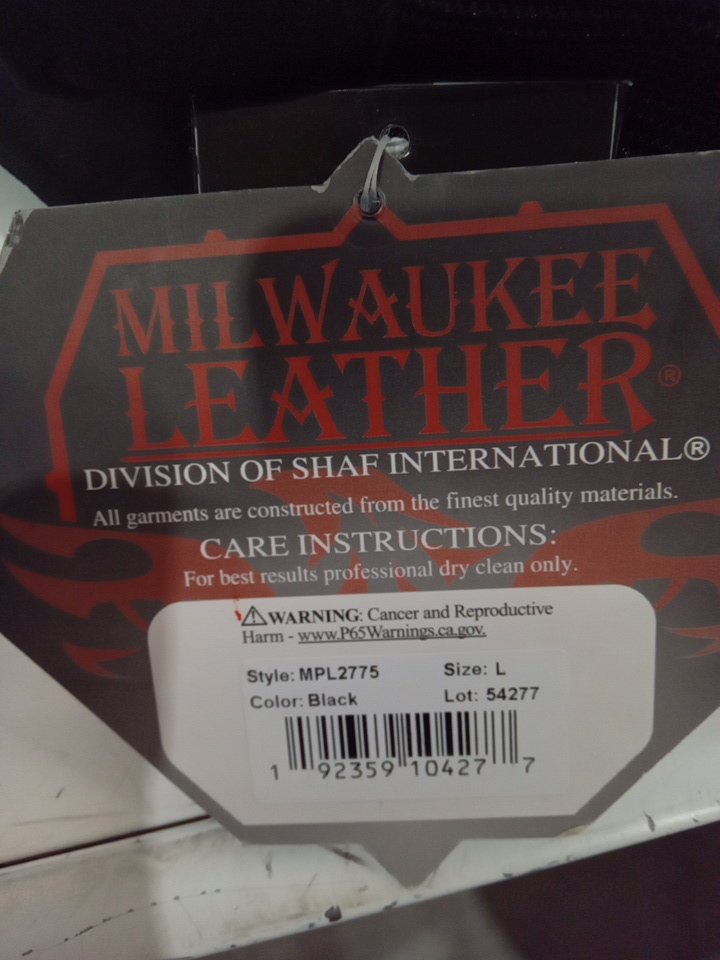 MILWAUKEE
LEATHER®
DIVISION OF SHAF INTERNATIONAL®
All garments are constructed from the finest quality materials.
CARE INSTRUCTIONS:
For best results professional dry clean only.
⚠WARNING: Cancer and Reproductive
Harm - www.P65Warnings.ca.gov.
Style: MPL2775 Size: L
Color: Black Lot: 54277
1 92359 10427 7